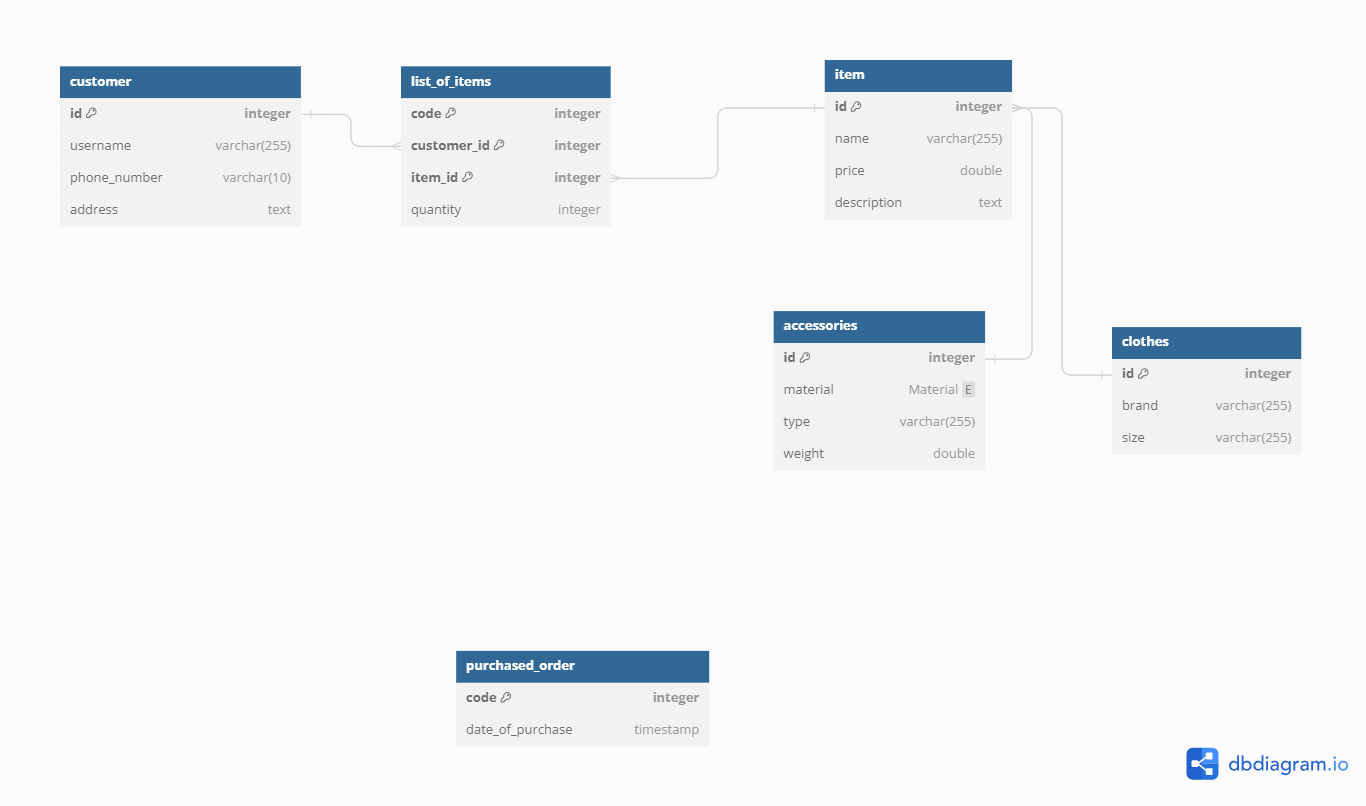 customer
id integer
username varchar(255)
phone_number varchar(10)
address text
list_of_items
code integer
customer_id integer
item_id integer
quantity integer
item
id integer
name varchar(255)
price double
description text
accessories
id integer
material Material E
type varchar(255)
weight double
clothes
id integer
brand varchar(255)
size varchar(255)
purchased_order
code integer
date_of_purchase timestamp
dbdiagram.io